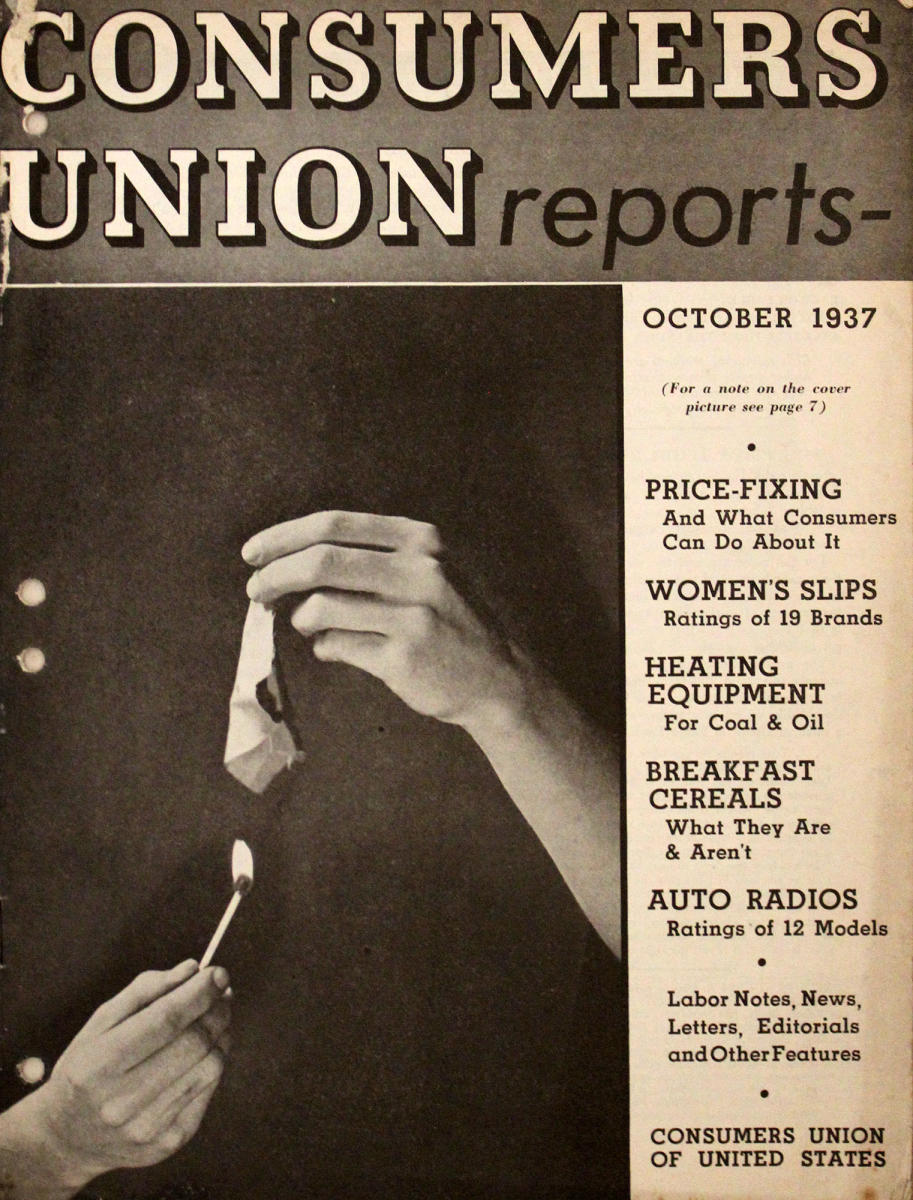 CONSUMERS
UNION reports-
OCTOBER 1937
(For a note on the cover
picture see page 7)
•
PRICE-FIXING
And What Consumers
Can Do About It
WOMEN'S SLIPS
Ratings of 19 Brands
HEATING
EQUIPMENT
For Coal & Oil
BREAKFAST
CEREALS
What They Are
& Aren't
AUTO RADIOS
Ratings of 12 Models
•
Labor Notes, News,
Letters, Editorials
and Other Features
•
CONSUMERS UNION
OF UNITED STATES